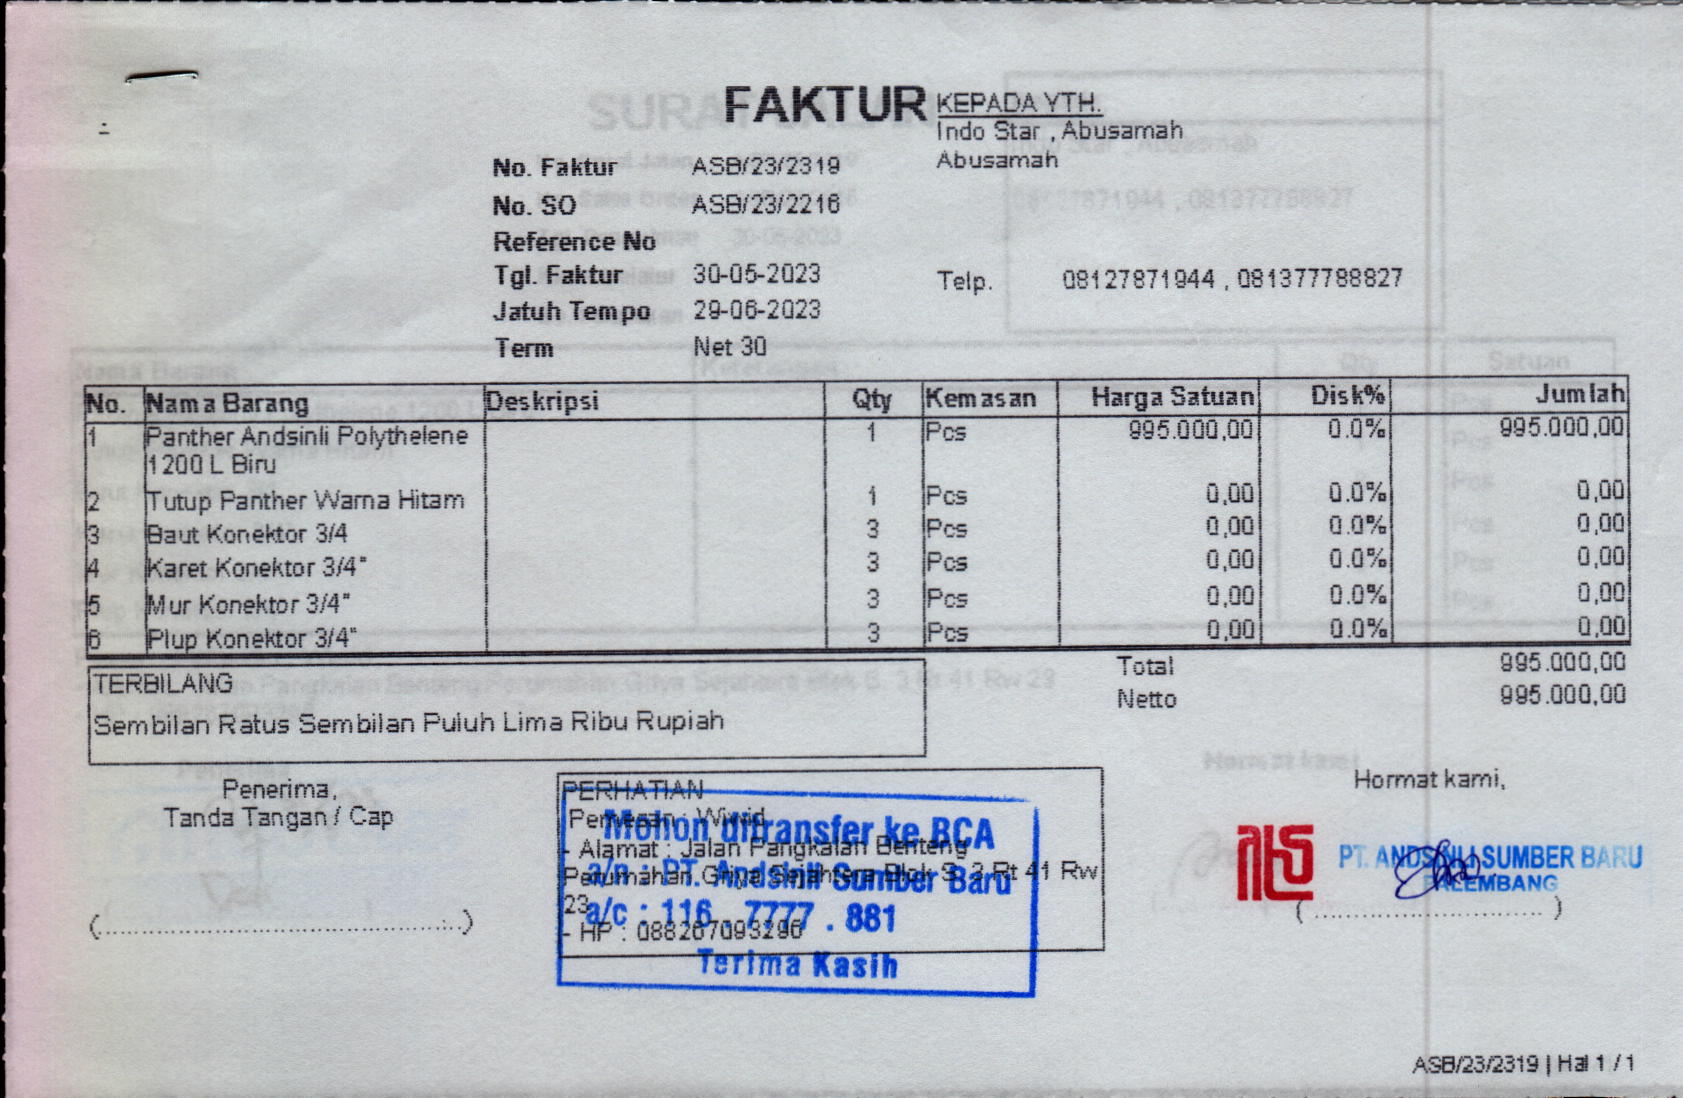 FAKTUR
KEPADA YTH.
Indo Star , Abusamah
Abusamah
No. Faktur ASB/23/2319
No. SO ASB/23/2216
Reference No
Tgl. Faktur 30-05-2023
Jatuh Tempo 29-06-2023
Term Net 30
Telp. 08127871944 , 081377788827
No. Nama Barang Deskripsi Qty Kemasan Harga Satuan Disk% Jumlah
1 Panther Andsinli Polythelene 1 Pcs 995.000,00 0.0% 995.000,00
1200 L Biru
2 Tutup Panther Warna Hitam 1 Pcs 0,00 0.0% 0,00
3 Baut Konektor 3/4 3 Pcs 0,00 0.0% 0,00
4 Karet Konektor 3/4" 3 Pcs 0,00 0.0% 0,00
5 Mur Konektor 3/4" 3 Pcs 0,00 0.0% 0,00
6 Plup Konektor 3/4" 3 Pcs 0,00 0.0% 0,00
Total 995.000,00
Netto 995.000,00
TERBILANG
Sembilan Ratus Sembilan Puluh Lima Ribu Rupiah
Penerima,
Tanda Tangan / Cap
(....................................................)
PERHATIAN
Pemesan : Wiwid
- Alamat : Jalan Pangkalan Benteng
Perumahan Griya Sejahtera Blok S. 3 Rt 41 Rw
23
- HP : 088267093296
Mohon ditransfer ke BCA
a/n : PT. Andsinli Sumber Baru
a/c : 116 . 7777 . 881
Terima Kasih
Hormat kami,
PT. ANDSINLI SUMBER BARU
PALEMBANG
( .................................... )
ASB/23/2319 | Hal 1 / 1